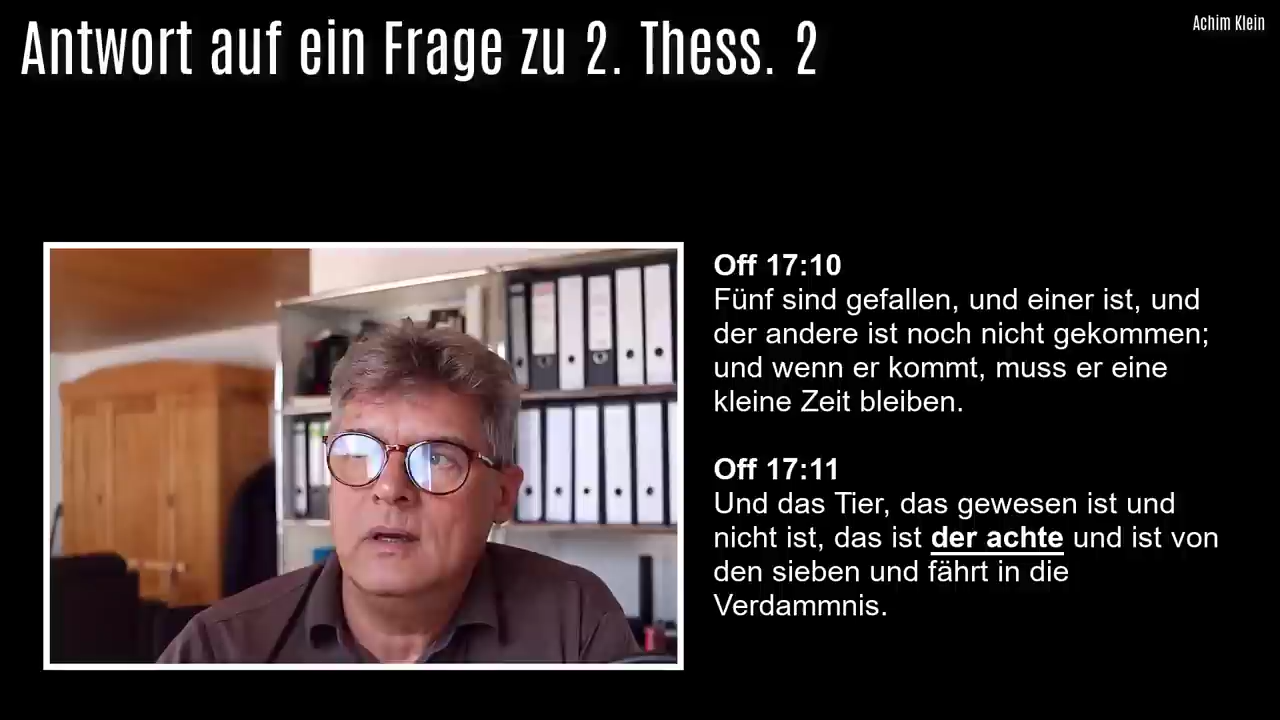 Antwort auf ein Frage zu 2. Thess. 2
Achim Klein
Off 17:10
Fünf sind gefallen, und einer ist, und
der andere ist noch nicht gekommen;
und wenn er kommt, muss er eine
kleine Zeit bleiben.
Off 17:11
Und das Tier, das gewesen ist und
nicht ist, das ist der achte und ist von
den sieben und fährt in die
Verdammnis.